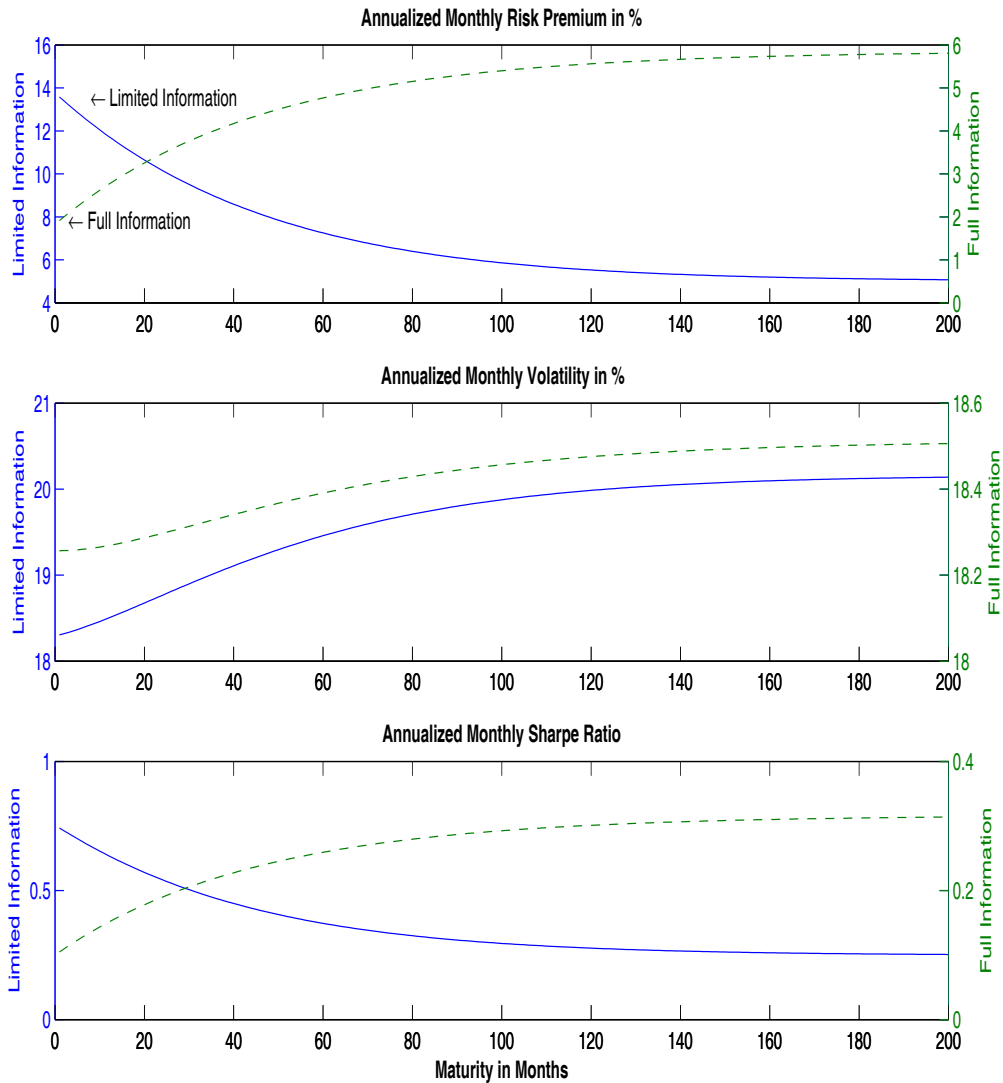 Annualized Monthly Risk Premium in %
16
14
12
10
8
6
4
Limited Information
← Limited Information
← Full Information
6
5
4
3
2
1
0
Full Information
0 20 40 60 80 100 120 140 160 180 200
Annualized Monthly Volatility in %
21
20
19
18
Limited Information
18.6
18.4
18.2
18
Full Information
0 20 40 60 80 100 120 140 160 180 200
Annualized Monthly Sharpe Ratio
1
0.5
0
Limited Information
0.4
0.2
0
Full Information
0 20 40 60 80 100 120 140 160 180 200
Maturity in Months